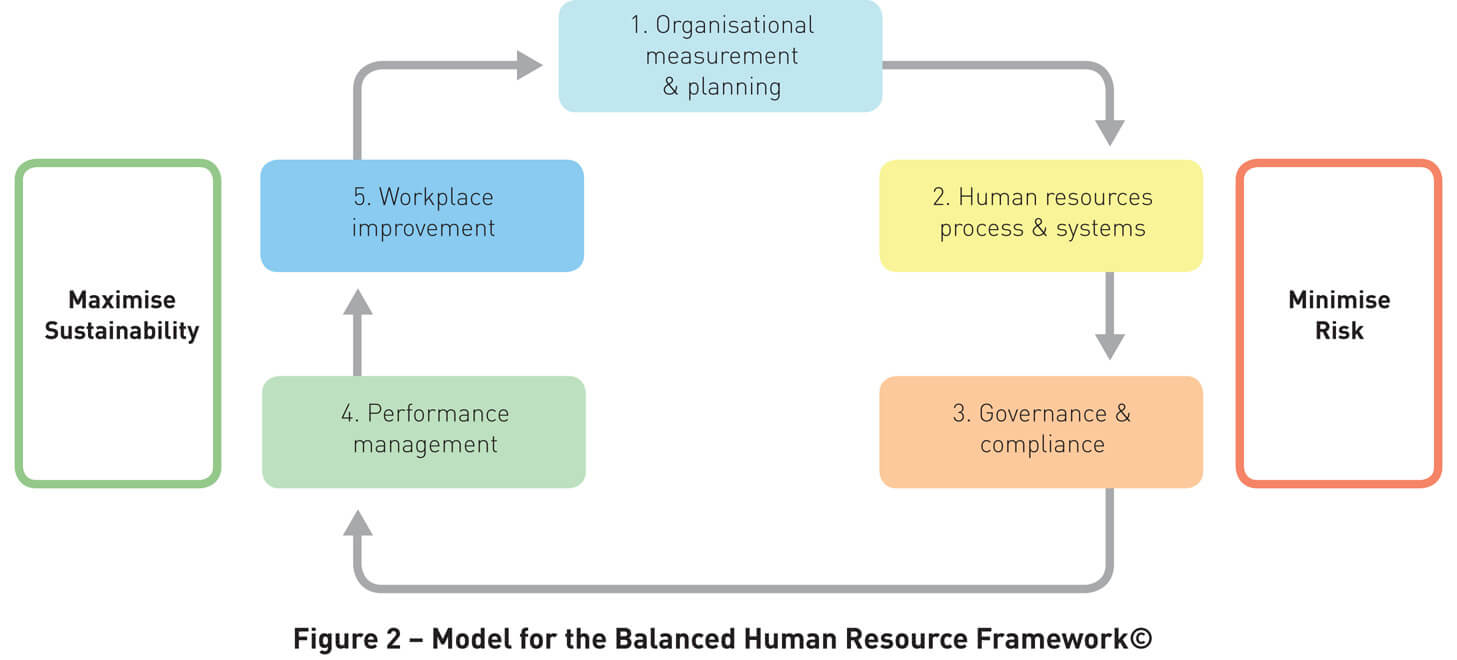 1. Organisational
measurement
& planning
2. Human resources
process & systems
3. Governance &
compliance
4. Performance
management
5. Workplace
improvement
Maximise
Sustainability
Minimise
Risk
Figure 2 – Model for the Balanced Human Resource Framework©